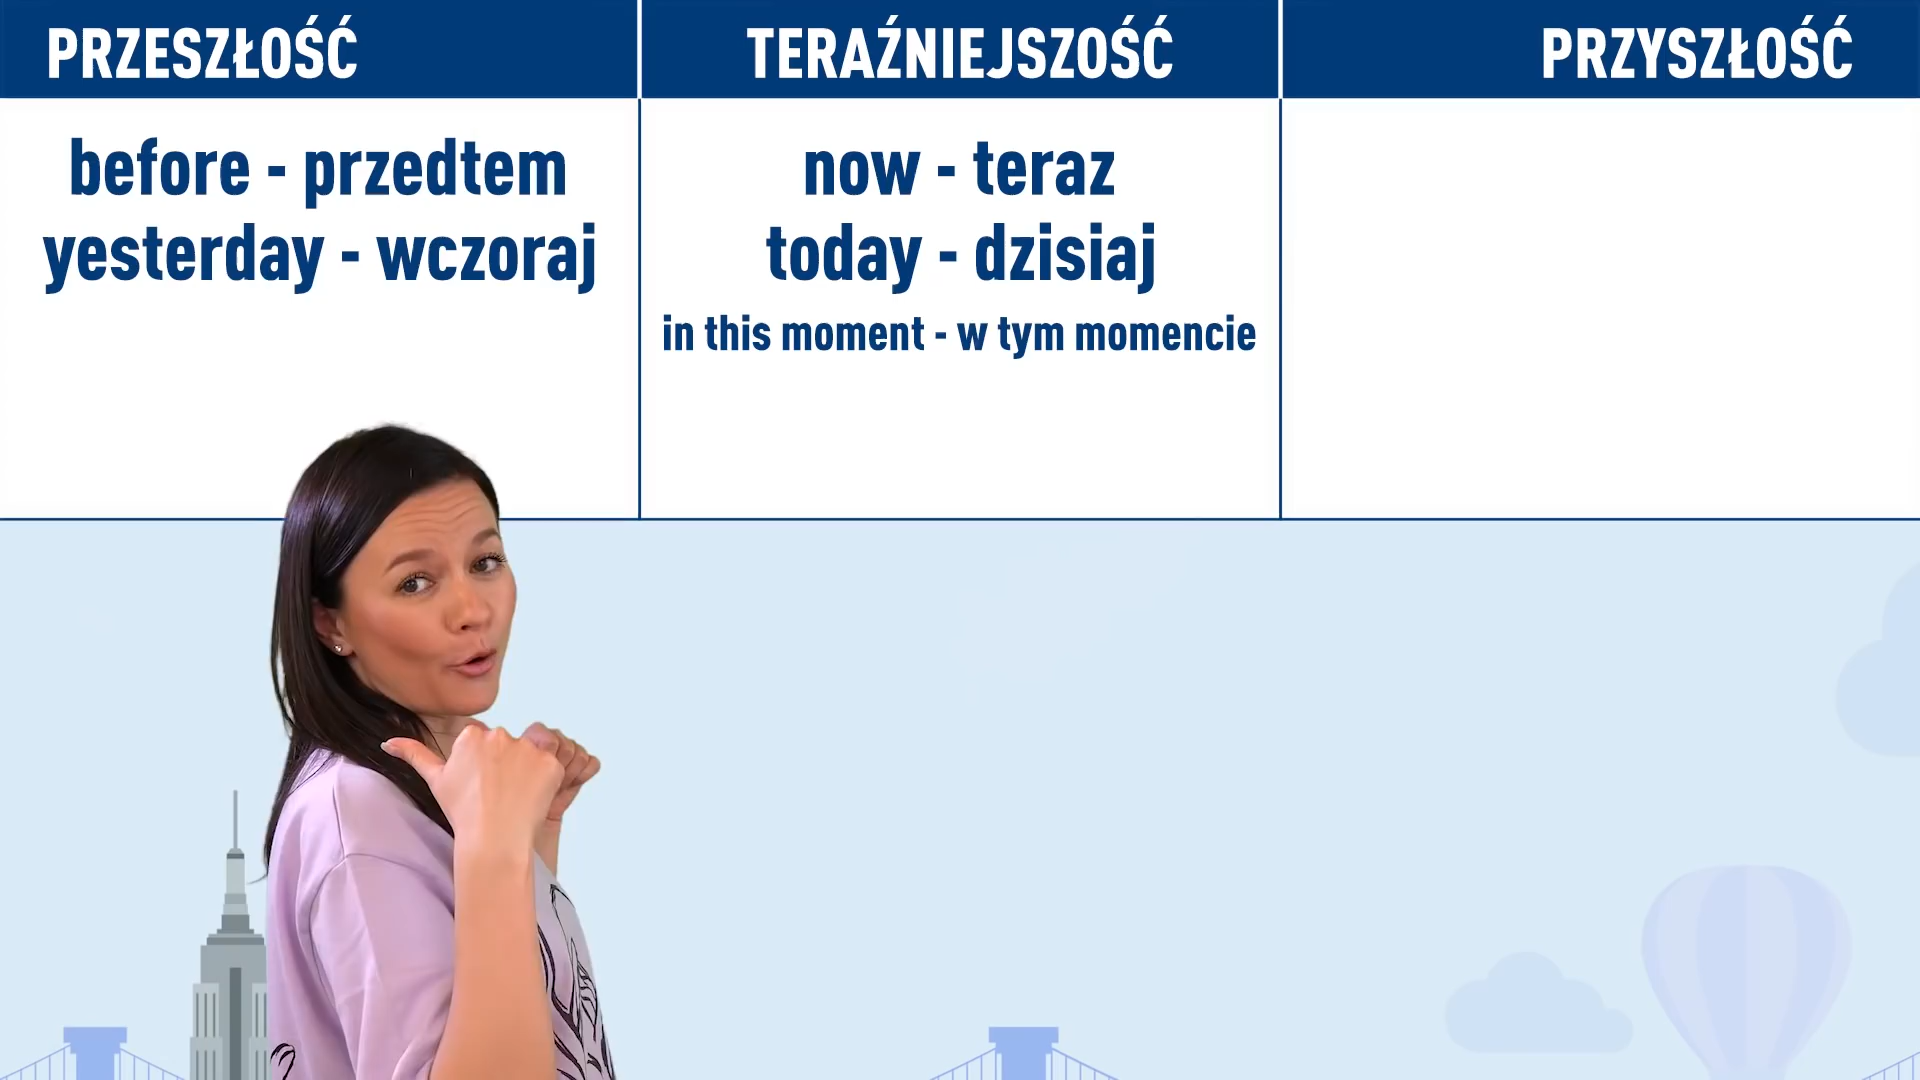 PRZESZŁOŚĆ
before - przedtem
yesterday - wczoraj
TERAŹNIEJSZOŚĆ
now - teraz
today - dzisiaj
in this moment - w tym momencie
PRZYSZŁOŚĆ